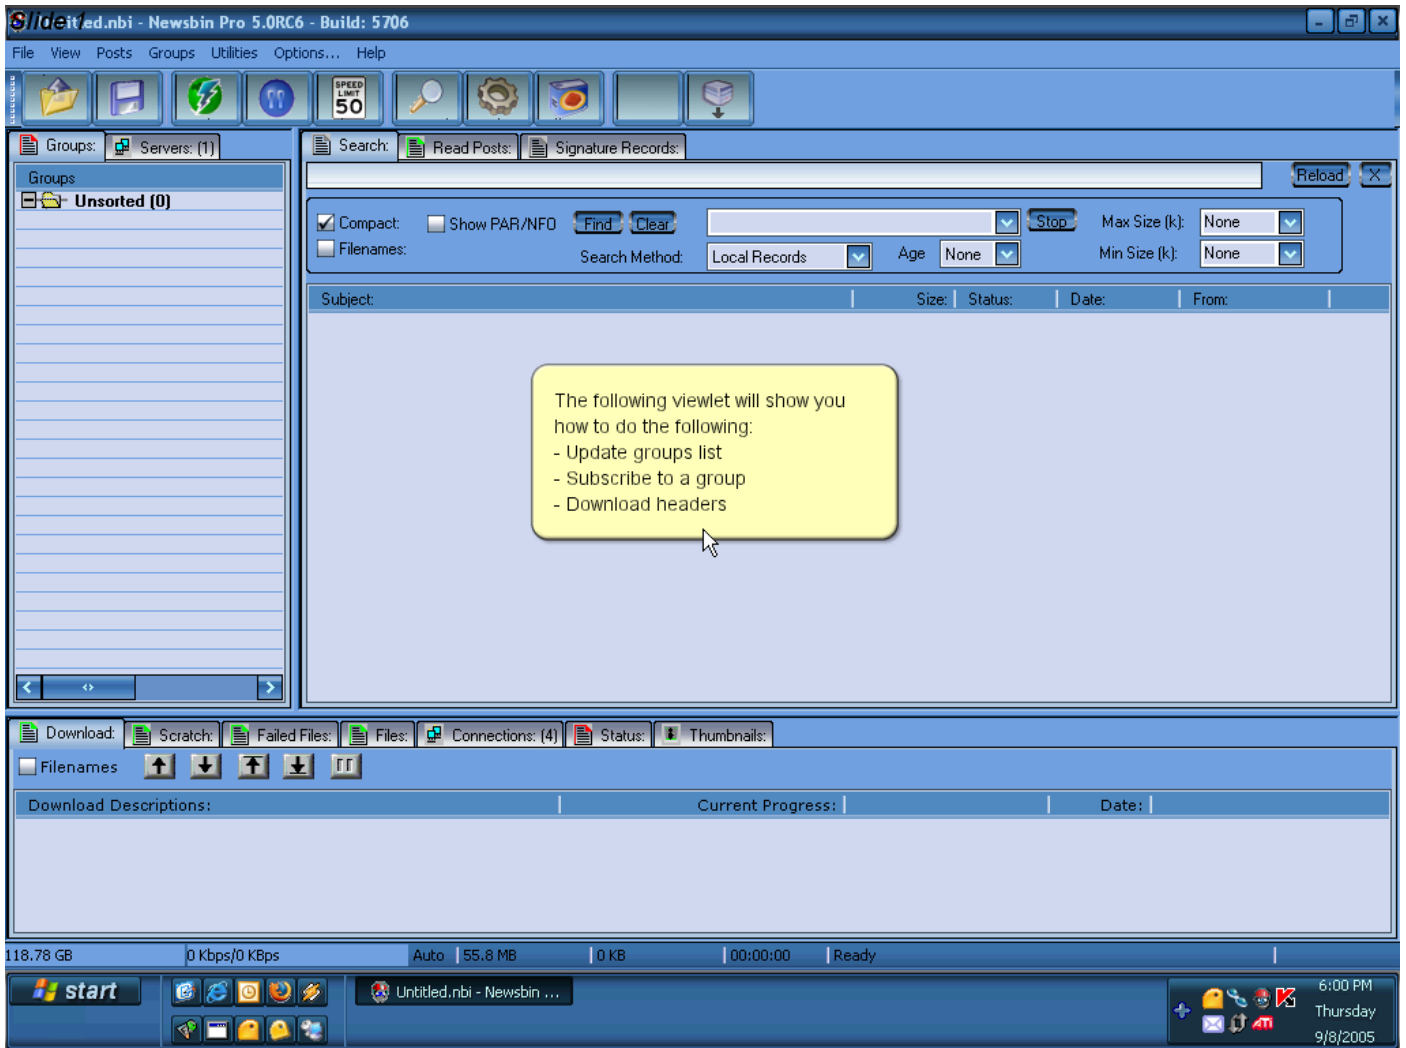 Slide 1
Untitled.nbi - Newsbin Pro 5.0RC6 - Build: 5706
File View Posts Groups Utilities Options... Help
SPEED LIMIT 50
Groups: Servers: (1) Search: Read Posts: Signature Records:
Groups
Reload X
Unsorted (0)
Compact: Show PAR/NFO Find Clear Stop Max Size (k): None
Filenames: Search Method: Local Records Age None Min Size (k): None
Subject: Size: Status: Date: From:
The following viewlet will show you
how to do the following:
- Update groups list
- Subscribe to a group
- Download headers
Download: Scratch: Failed Files: Files: Connections: (4) Status: Thumbnails:
Filenames
Download Descriptions: Current Progress: Date:
118.78 GB 0 Kbps/0 KBps Auto 55.8 MB 0 KB 00:00:00 Ready
start Untitled.nbi - Newsbin ... 6:00 PM
Thursday
ATI
9/8/2005